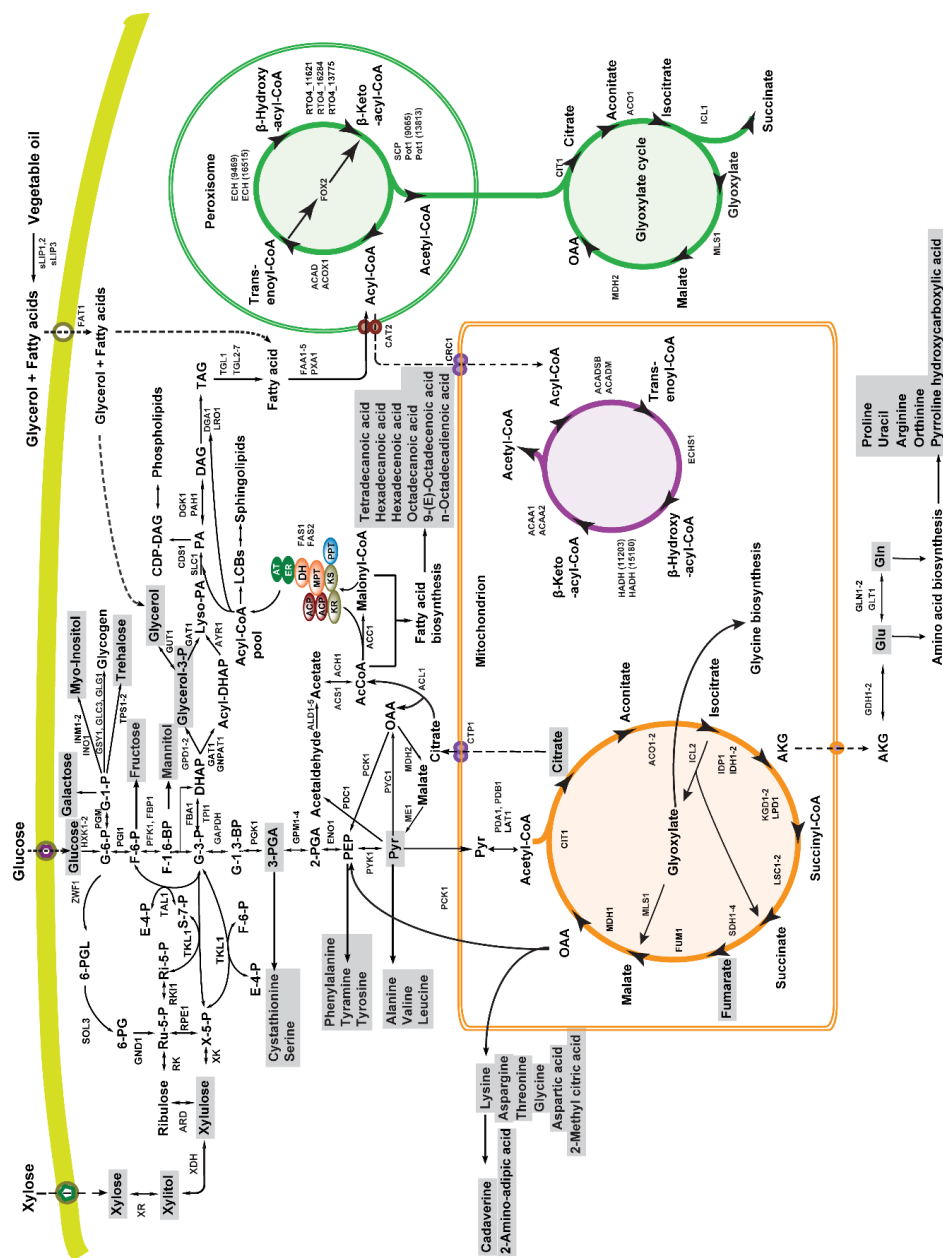 Xylose
Glucose
Glycerol + Fatty acids
Vegetable oil
sLIP1,2
sLIP3
FAT1
Glycerol + Fatty acids
Xylose
XR
Xylitol
XDH
Xylulose
ARD
Ribulose
RK
XK
Ru-5-P
RPE1
X-5-P
RKI1
Ri-5-P
GND1
6-PG
SOL3
6-PGL
ZWF1
Glucose
HXK1-2
G-6-P
PGM
G-1-P
Galactose
INO1
INM1-2
Myo-Inositol
GSY1, GLC3, GLG1
Glycogen
TPS1-2
Trehalose
PGI1
F-6-P
Fructose
PFK1, FBP1
F-1,6-BP
Mannitol
FBA1
TPI1
DHAP
G-3-P
GAPDH
G-1,3-BP
PGK1
3-PGA
GPM1-4
2-PGA
ENO1
PEP
PYK1
Pyr
E-4-P
TAL1
S-7-P
TKL1
TKL1
F-6-P
E-4-P
Cystathionine
Serine
Phenylalanine
Tyramine
Tyrosine
Alanine
Valine
Leucine
GPD1-2
Glycerol-3-P
GUT1
Glycerol
GAT1
GNPAT1
Acyl-DHAP
AYR1
GAT1
Lyso-PA
SLC1
PA
CDS1
CDP-DAG
Phospholipids
DGK1
PAH1
DAG
DGA1
LRO1
TAG
TGL1
TGL2-7
Fatty acid
FAA1-5
PXA1
Acyl-CoA
pool
LCBs
Sphingolipids
AT
ER
DH
MPT
ACP
ACP
KS
KR
PPT
FAS1
FAS2
Malonyl-CoA
ACC1
AcCoA
Fatty acid
biosynthesis
Tetradecanoic acid
Hexadecanoic acid
Hexadecenoic acid
Octadecanoic acid
9-(E)-Octadecenoic acid
n-Octadecadienoic acid
PDC1
Acetaldehyde
ALD1-5
Acetate
ACS1
ACH1
ACL1
PCK1
OAA
PYC1
MDH2
Malate
ME1
Citrate
CTP1
Peroxisome
Acyl-CoA
ACAD
ACOX1
Trans-
enoyl-CoA
ECH (9469)
ECH (16515)
FOX2
β-Hydroxy
-acyl-CoA
RTO4_11621
RTO4_16284
RTO4_13775
β-Keto
-acyl-CoA
SCP
Pot1 (9065)
Pot1 (13813)
Acetyl-CoA
CAT2
CRC1
Glyoxylate cycle
CIT1
Citrate
Aconitate
ACO1
Isocitrate
ICL1
Succinate
Glyoxylate
MLS1
Malate
MDH2
OAA
Mitochondrion
Acyl-CoA
ACADSB
ACADM
Trans-
enoyl-CoA
ECHS1
β-Hydroxy
-acyl-CoA
HADH (11203)
HADH (15180)
β-Keto
-acyl-CoA
ACAA1
ACAA2
Acetyl-CoA
Pyr
PDA1, PDB1
LAT1
Acetyl-CoA
CIT1
Citrate
Aconitate
ACO1-2
Isocitrate
IDP1
IDH1-2
ICL2
Glyoxylate
Glycine biosynthesis
MLS1
AKG
KGD1-2
LPD1
Succinyl-CoA
LSC1-2
Succinate
SDH1-4
Fumarate
FUM1
Malate
MDH1
OAA
PCK1
Lysine
Aspargine
Threonine
Glycine
Aspartic acid
2-Methyl citric acid
Cadaverine
2-Amino-adipic acid
AKG
GDH1-2
Glu
GLN1-2
GLT1
Gln
Amino acid biosynthesis
Proline
Uracil
Arginine
Orthinine
Pyrroline hydroxycarboxylic acid